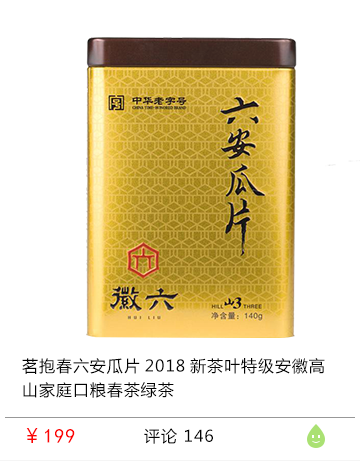 中华老字号
CHINA TIME-HONORED BRAND
六安瓜片
徽六
HUI LIU
HILL 山3 THREE
净含量：140g
茗抱春六安瓜片 2018 新茶叶特级安徽高
山家庭口粮春茶绿茶
￥199 评论 146